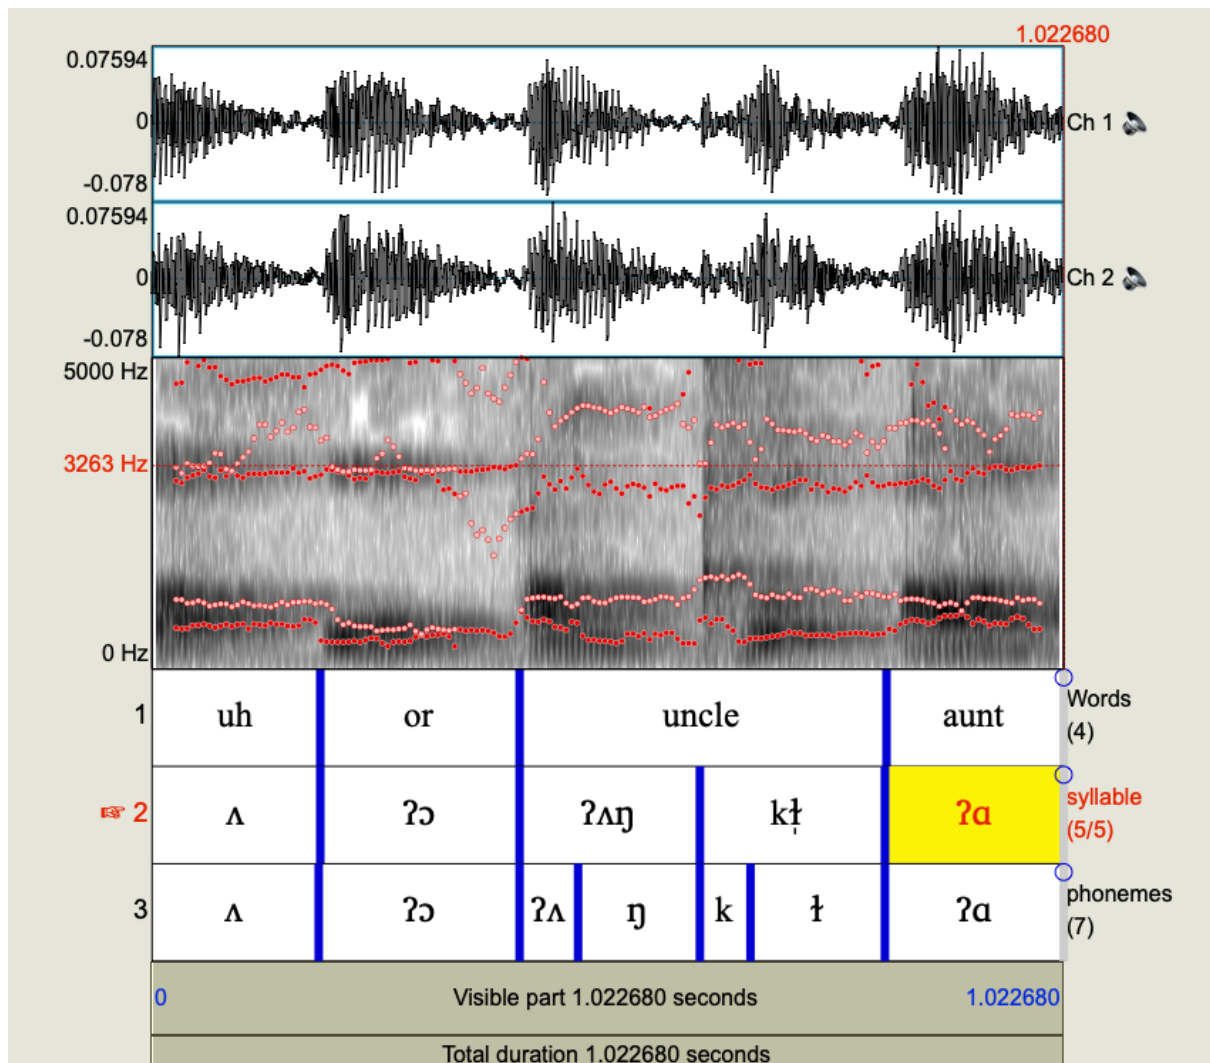 1.022680
0.07594
0
-0.078
Ch 1
0.07594
0
-0.078
Ch 2
5000 Hz
3263 Hz
0 Hz
1 uh or uncle aunt Words
(4)
2 ʌ ʔɔ ʔʌŋ kɫ̩ ʔɑ syllable
(5/5)
3 ʌ ʔɔ ʔʌ ŋ k ɫ ʔɑ phonemes
(7)
0 Visible part 1.022680 seconds 1.022680
Total duration 1.022680 seconds